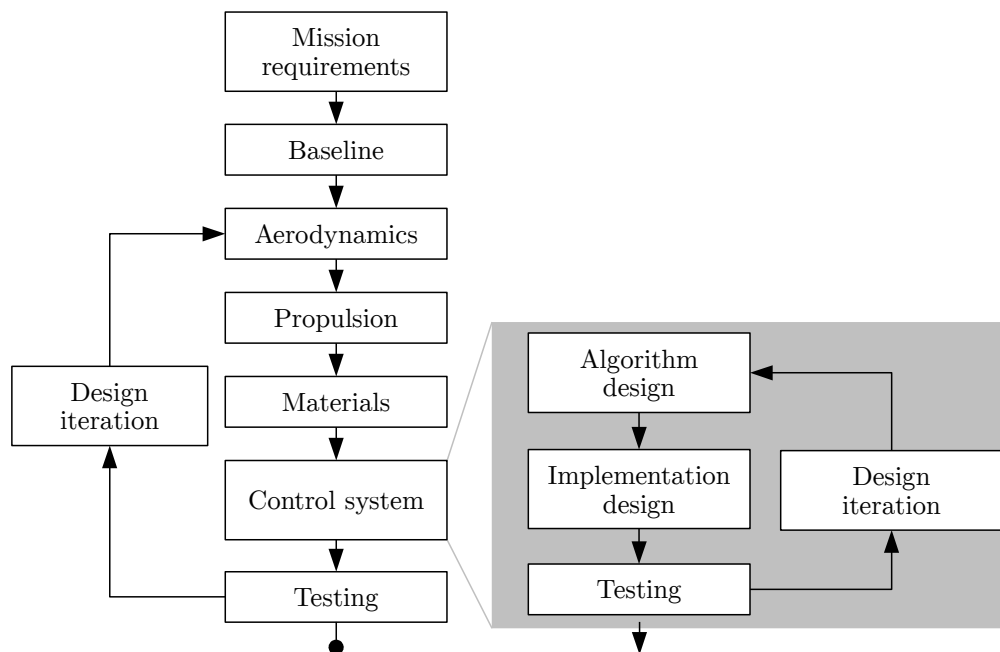 Mission
requirements
Baseline
Aerodynamics
Propulsion
Materials
Control system
Testing
Design
iteration
Algorithm
design
Implementation
design
Testing
Design
iteration